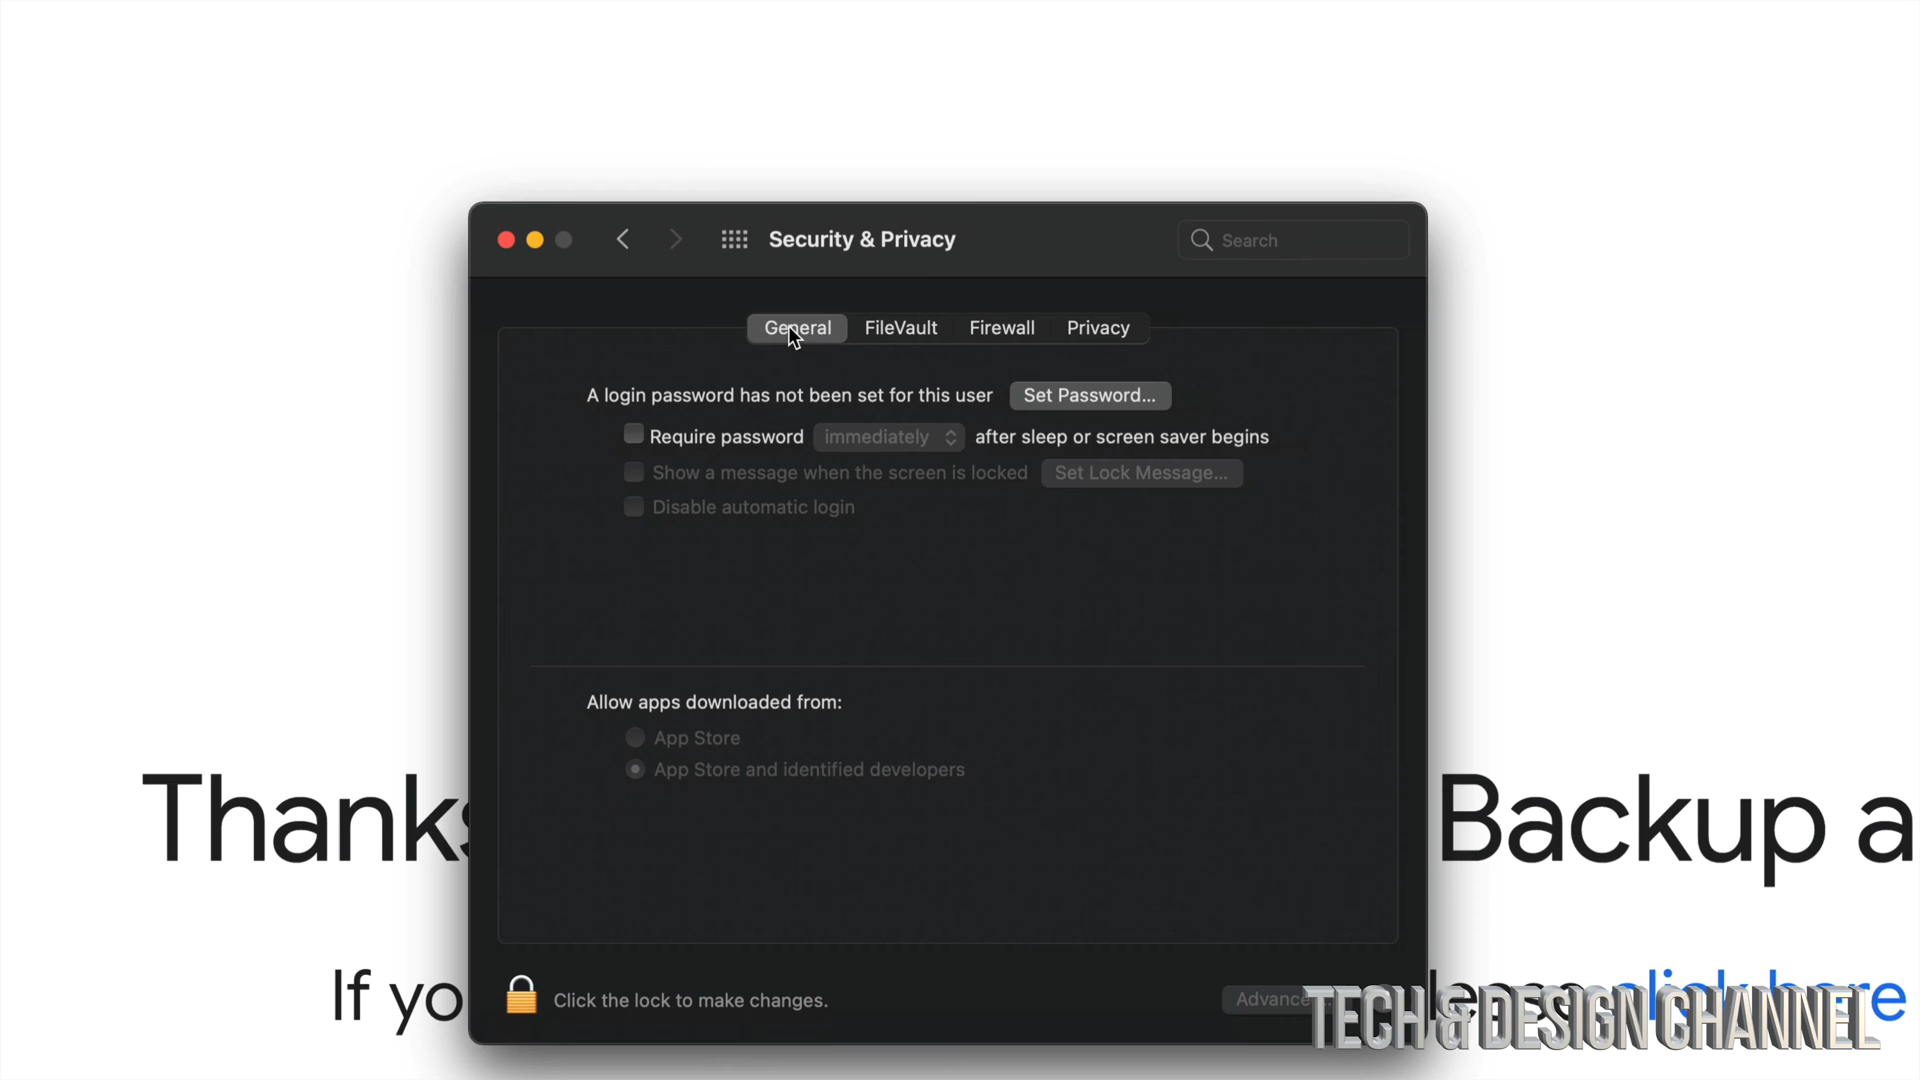 Security & Privacy
Search
General FileVault Firewall Privacy
A login password has not been set for this user Set Password...
Require password immediately after sleep or screen saver begins
Show a message when the screen is locked Set Lock Message...
Disable automatic login
Allow apps downloaded from:
App Store
App Store and identified developers
Thanks Backup a
If yo click here
Click the lock to make changes.
TECH & DESIGN CHANNEL